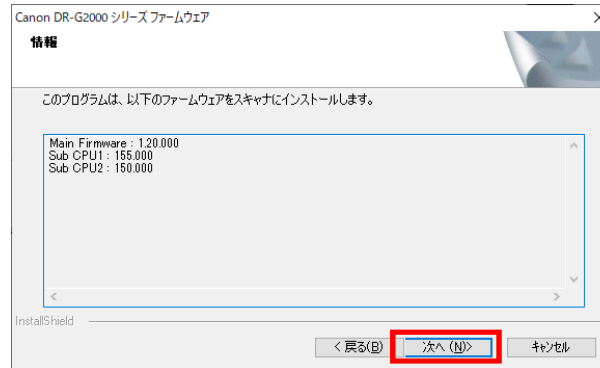 Canon DR-G2000 シリーズ ファームウェア
情報
このプログラムは、以下のファームウェアをスキャナにインストールします。
Main Firmware : 1.20.000
Sub CPU1 : 155.000
Sub CPU2 : 150.000
InstallShield
< 戻る(B)
次へ (N)>
キャンセル